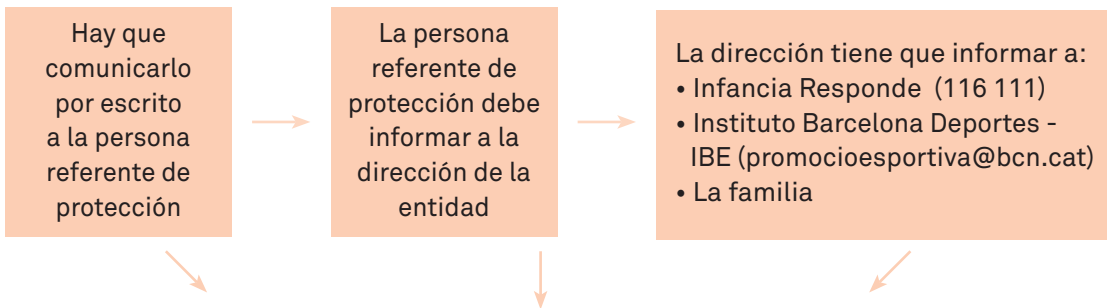 Hay que
comunicarlo
por escrito
a la persona
referente de
protección
La persona
referente de
protección debe
informar a la
dirección de la
entidad
La dirección tiene que informar a:
• Infancia Responde (116 111)
• Instituto Barcelona Deportes -
IBE (promocioesportiva@bcn.cat)
• La familia